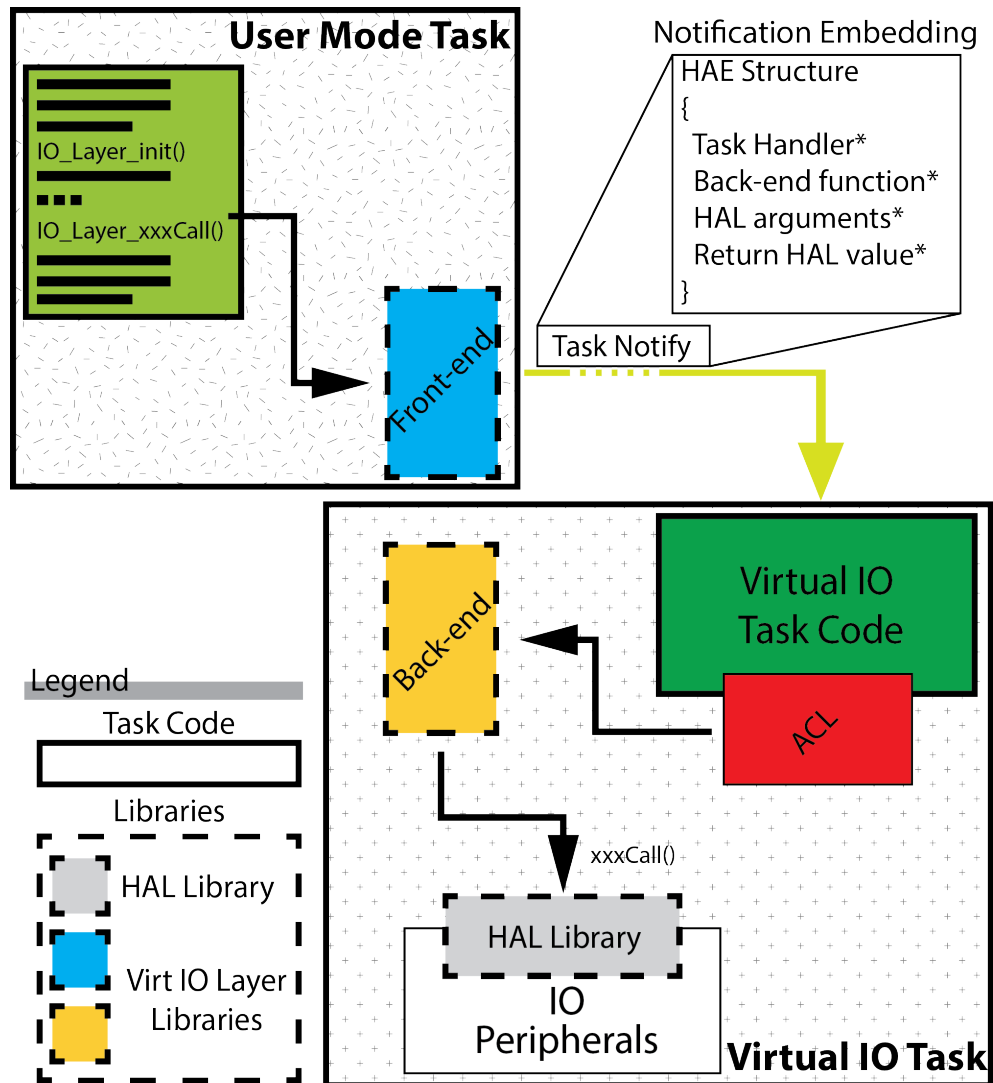 User Mode Task
IO_Layer_init()
IO_Layer_xxxCall()
Front-end
Notification Embedding
HAE Structure
{
Task Handler*
Back-end function*
HAL arguments*
Return HAL value*
}
Task Notify
Virtual IO
Task Code
ACL
Back-end
xxxCall()
HAL Library
IO
Peripherals
Virtual IO Task
Legend
Task Code
Libraries
HAL Library
Virt IO Layer
Libraries